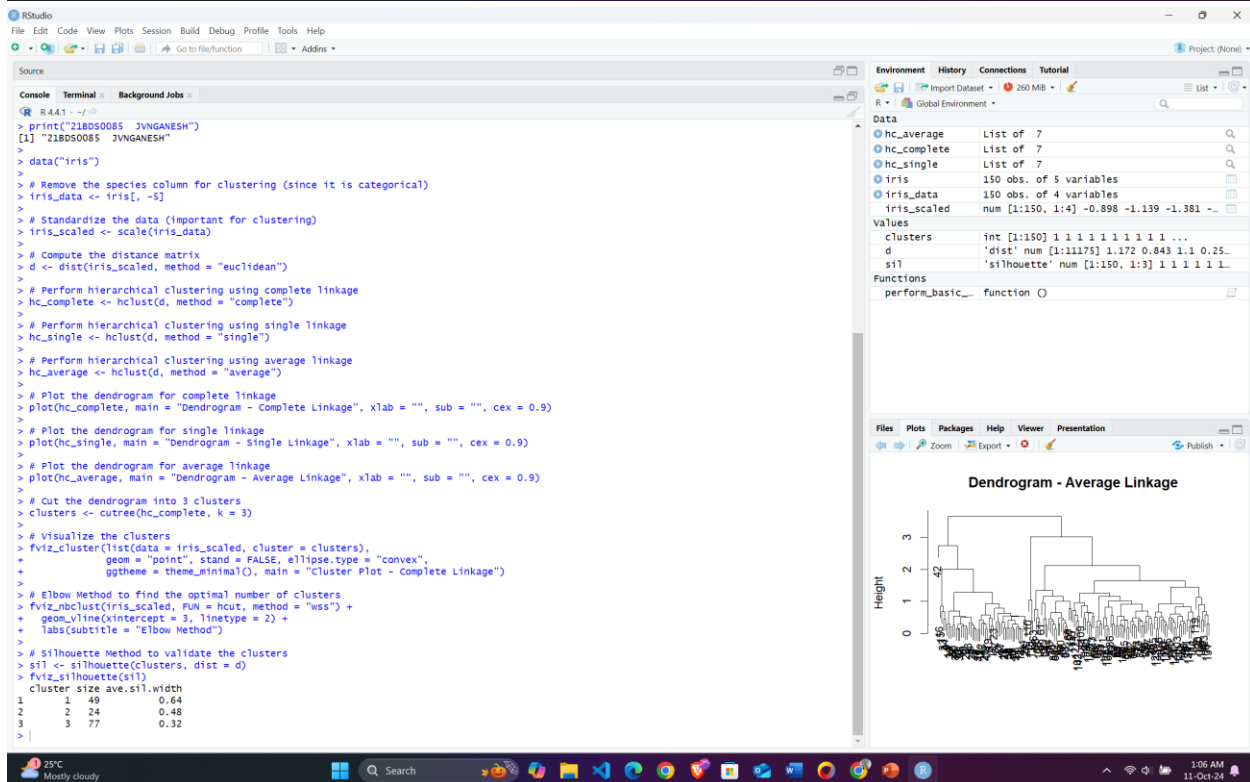 RStudio
File Edit Code View Plots Session Build Debug Profile Tools Help
Go to file/function
Addins
Project: (None)
Source
Console Terminal Background Jobs
R 4.4.1 · ~/
> print("21BDS0085  JVNGANESH")
[1] "21BDS0085  JVNGANESH"
>
> data("iris")
>
> # Remove the species column for clustering (since it is categorical)
> iris_data <- iris[, -5]
>
> # Standardize the data (important for clustering)
> iris_scaled <- scale(iris_data)
>
> # Compute the distance matrix
> d <- dist(iris_scaled, method = "euclidean")
>
> # Perform hierarchical clustering using complete linkage
> hc_complete <- hclust(d, method = "complete")
>
> # Perform hierarchical clustering using single linkage
> hc_single <- hclust(d, method = "single")
>
> # Perform hierarchical clustering using average linkage
> hc_average <- hclust(d, method = "average")
>
> # Plot the dendrogram for complete linkage
> plot(hc_complete, main = "Dendrogram - Complete Linkage", xlab = "", sub = "", cex = 0.9)
>
> # Plot the dendrogram for single linkage
> plot(hc_single, main = "Dendrogram - Single Linkage", xlab = "", sub = "", cex = 0.9)
>
> # Plot the dendrogram for average linkage
> plot(hc_average, main = "Dendrogram - Average Linkage", xlab = "", sub = "", cex = 0.9)
>
> # Cut the dendrogram into 3 clusters
> clusters <- cutree(hc_complete, k = 3)
>
> # Visualize the clusters
> fviz_cluster(list(data = iris_scaled, cluster = clusters),
+              geom = "point", stand = FALSE, ellipse.type = "convex",
+              ggtheme = theme_minimal(), main = "Cluster Plot - Complete Linkage")
>
> # Elbow Method to find the optimal number of clusters
> fviz_nbclust(iris_scaled, FUN = hcut, method = "wss") +
+   geom_vline(xintercept = 3, linetype = 2) +
+   labs(subtitle = "Elbow Method")
>
> # Silhouette Method to validate the clusters
> sil <- silhouette(clusters, dist = d)
> fviz_silhouette(sil)
  cluster size ave.sil.width
1       1   49          0.64
2       2   24          0.48
3       3   77          0.32
>
Environment History Connections Tutorial
Import Dataset 260 MiB List
R Global Environment
Data
hc_average List of 7
hc_complete List of 7
hc_single List of 7
iris 150 obs. of 5 variables
iris_data 150 obs. of 4 variables
iris_scaled num [1:150, 1:4] -0.898 -1.139 -1.381 -…
Values
clusters int [1:150] 1 1 1 1 1 1 1 1 1 1 ...
d 'dist' num [1:11175] 1.172 0.843 1.1 0.25…
sil 'silhouette' num [1:150, 1:3] 1 1 1 1 1 1…
Functions
perform_basic_… function ()
Files Plots Packages Help Viewer Presentation
Zoom Export Publish
Dendrogram - Average Linkage
Height
3
2
1
0
42
25°C
Mostly cloudy
Search
1:06 AM
11-Oct-24